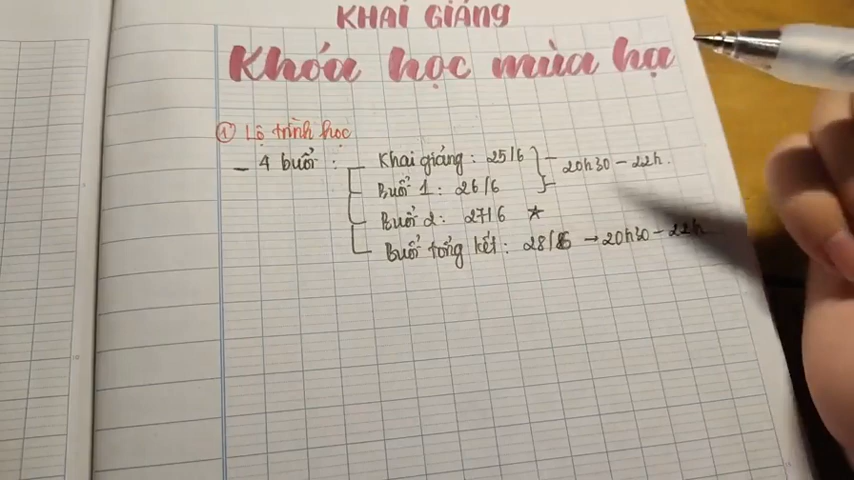 KHAI GIẢNG
Khóa học mùa hạ
① Lộ trình học
- 4 buổi : Khai giảng : 25/6 20h30 - 22h.
Buổi 1 : 26/6
Buổi 2 : 27/6 ☆
Buổi tổng kết : 28/6 → 20h30 - 22h